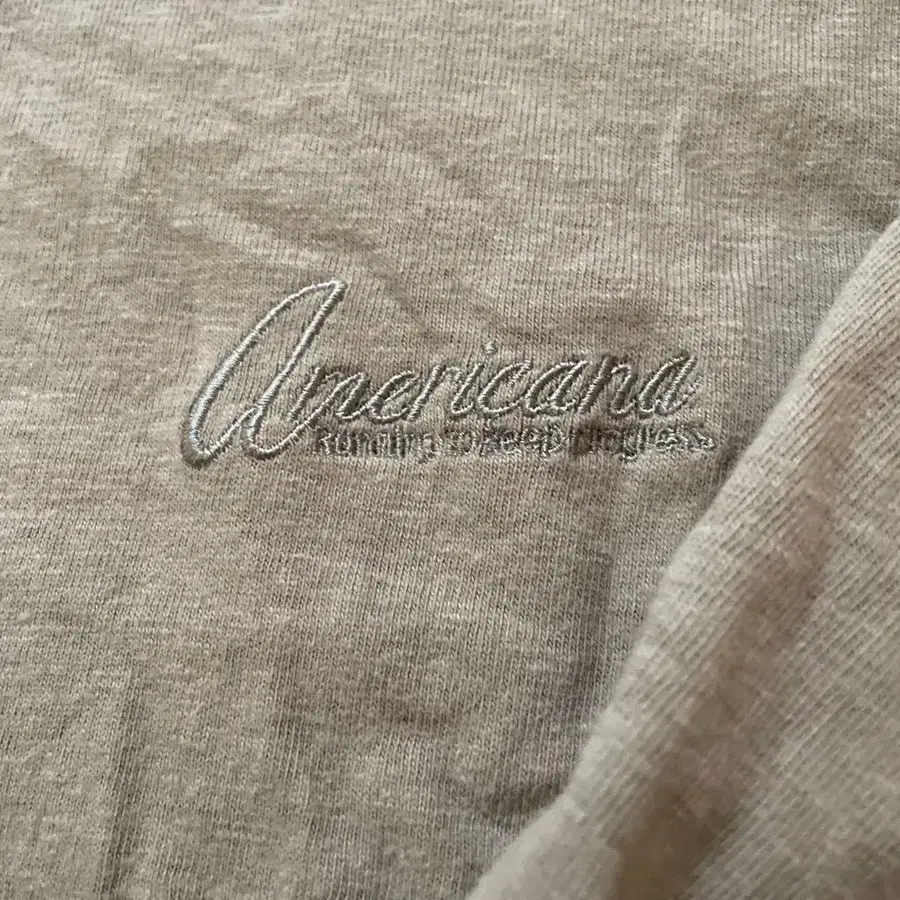 Americana
Running to keep progress.